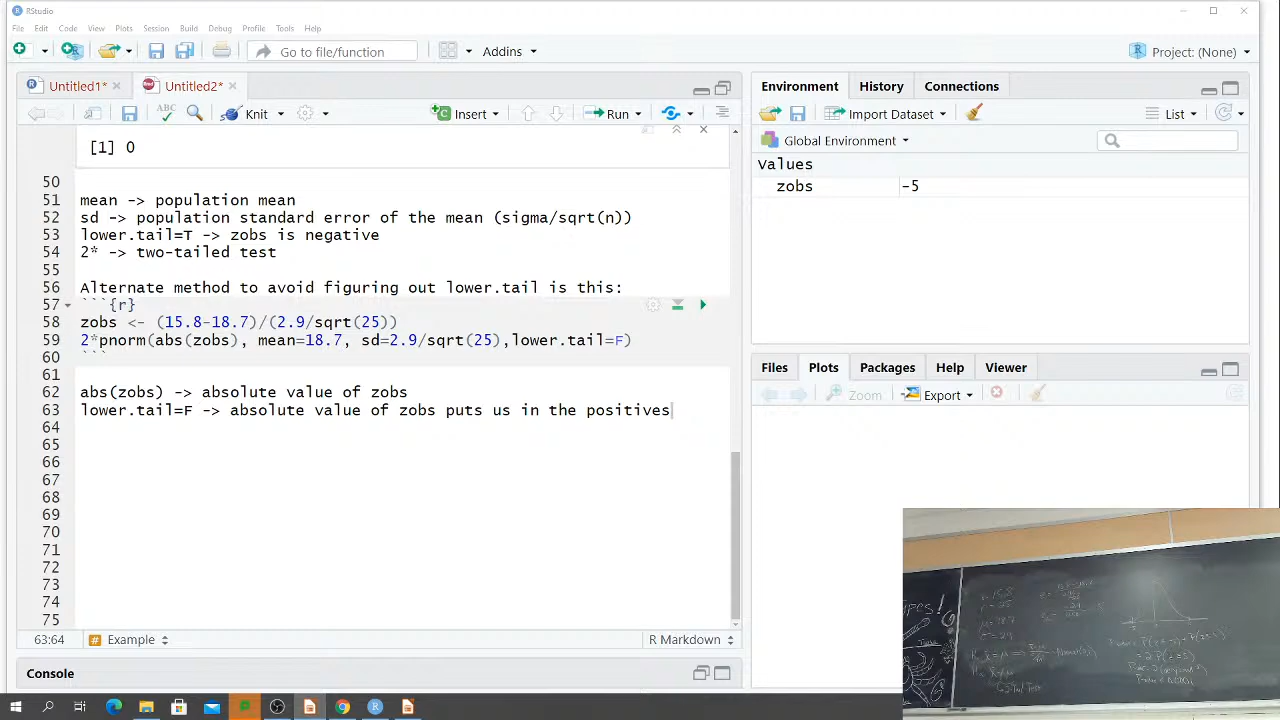 RStudio
File Edit Code View Plots Session Build Debug Profile Tools Help
Go to file/function
Addins
Project: (None)
Untitled1*
Untitled2*
ABC
Knit
Insert
Run
[1] 0
50
51 mean -> population mean
52 sd -> population standard error of the mean (sigma/sqrt(n))
53 lower.tail=T -> zobs is negative
54 2* -> two-tailed test
55
56 Alternate method to avoid figuring out lower.tail is this:
57 ```{r}
58 zobs <- (15.8-18.7)/(2.9/sqrt(25))
59 2*pnorm(abs(zobs), mean=18.7, sd=2.9/sqrt(25),lower.tail=F)
60 ```
61
62 abs(zobs) -> absolute value of zobs
63 lower.tail=F -> absolute value of zobs puts us in the positives
64
65
66
67
68
69
70
71
72
73
74
75
63:64
Example
R Markdown
Console
Environment History Connections
Import Dataset
List
Global Environment
Values
zobs -5
Files Plots Packages Help Viewer
Zoom
Export